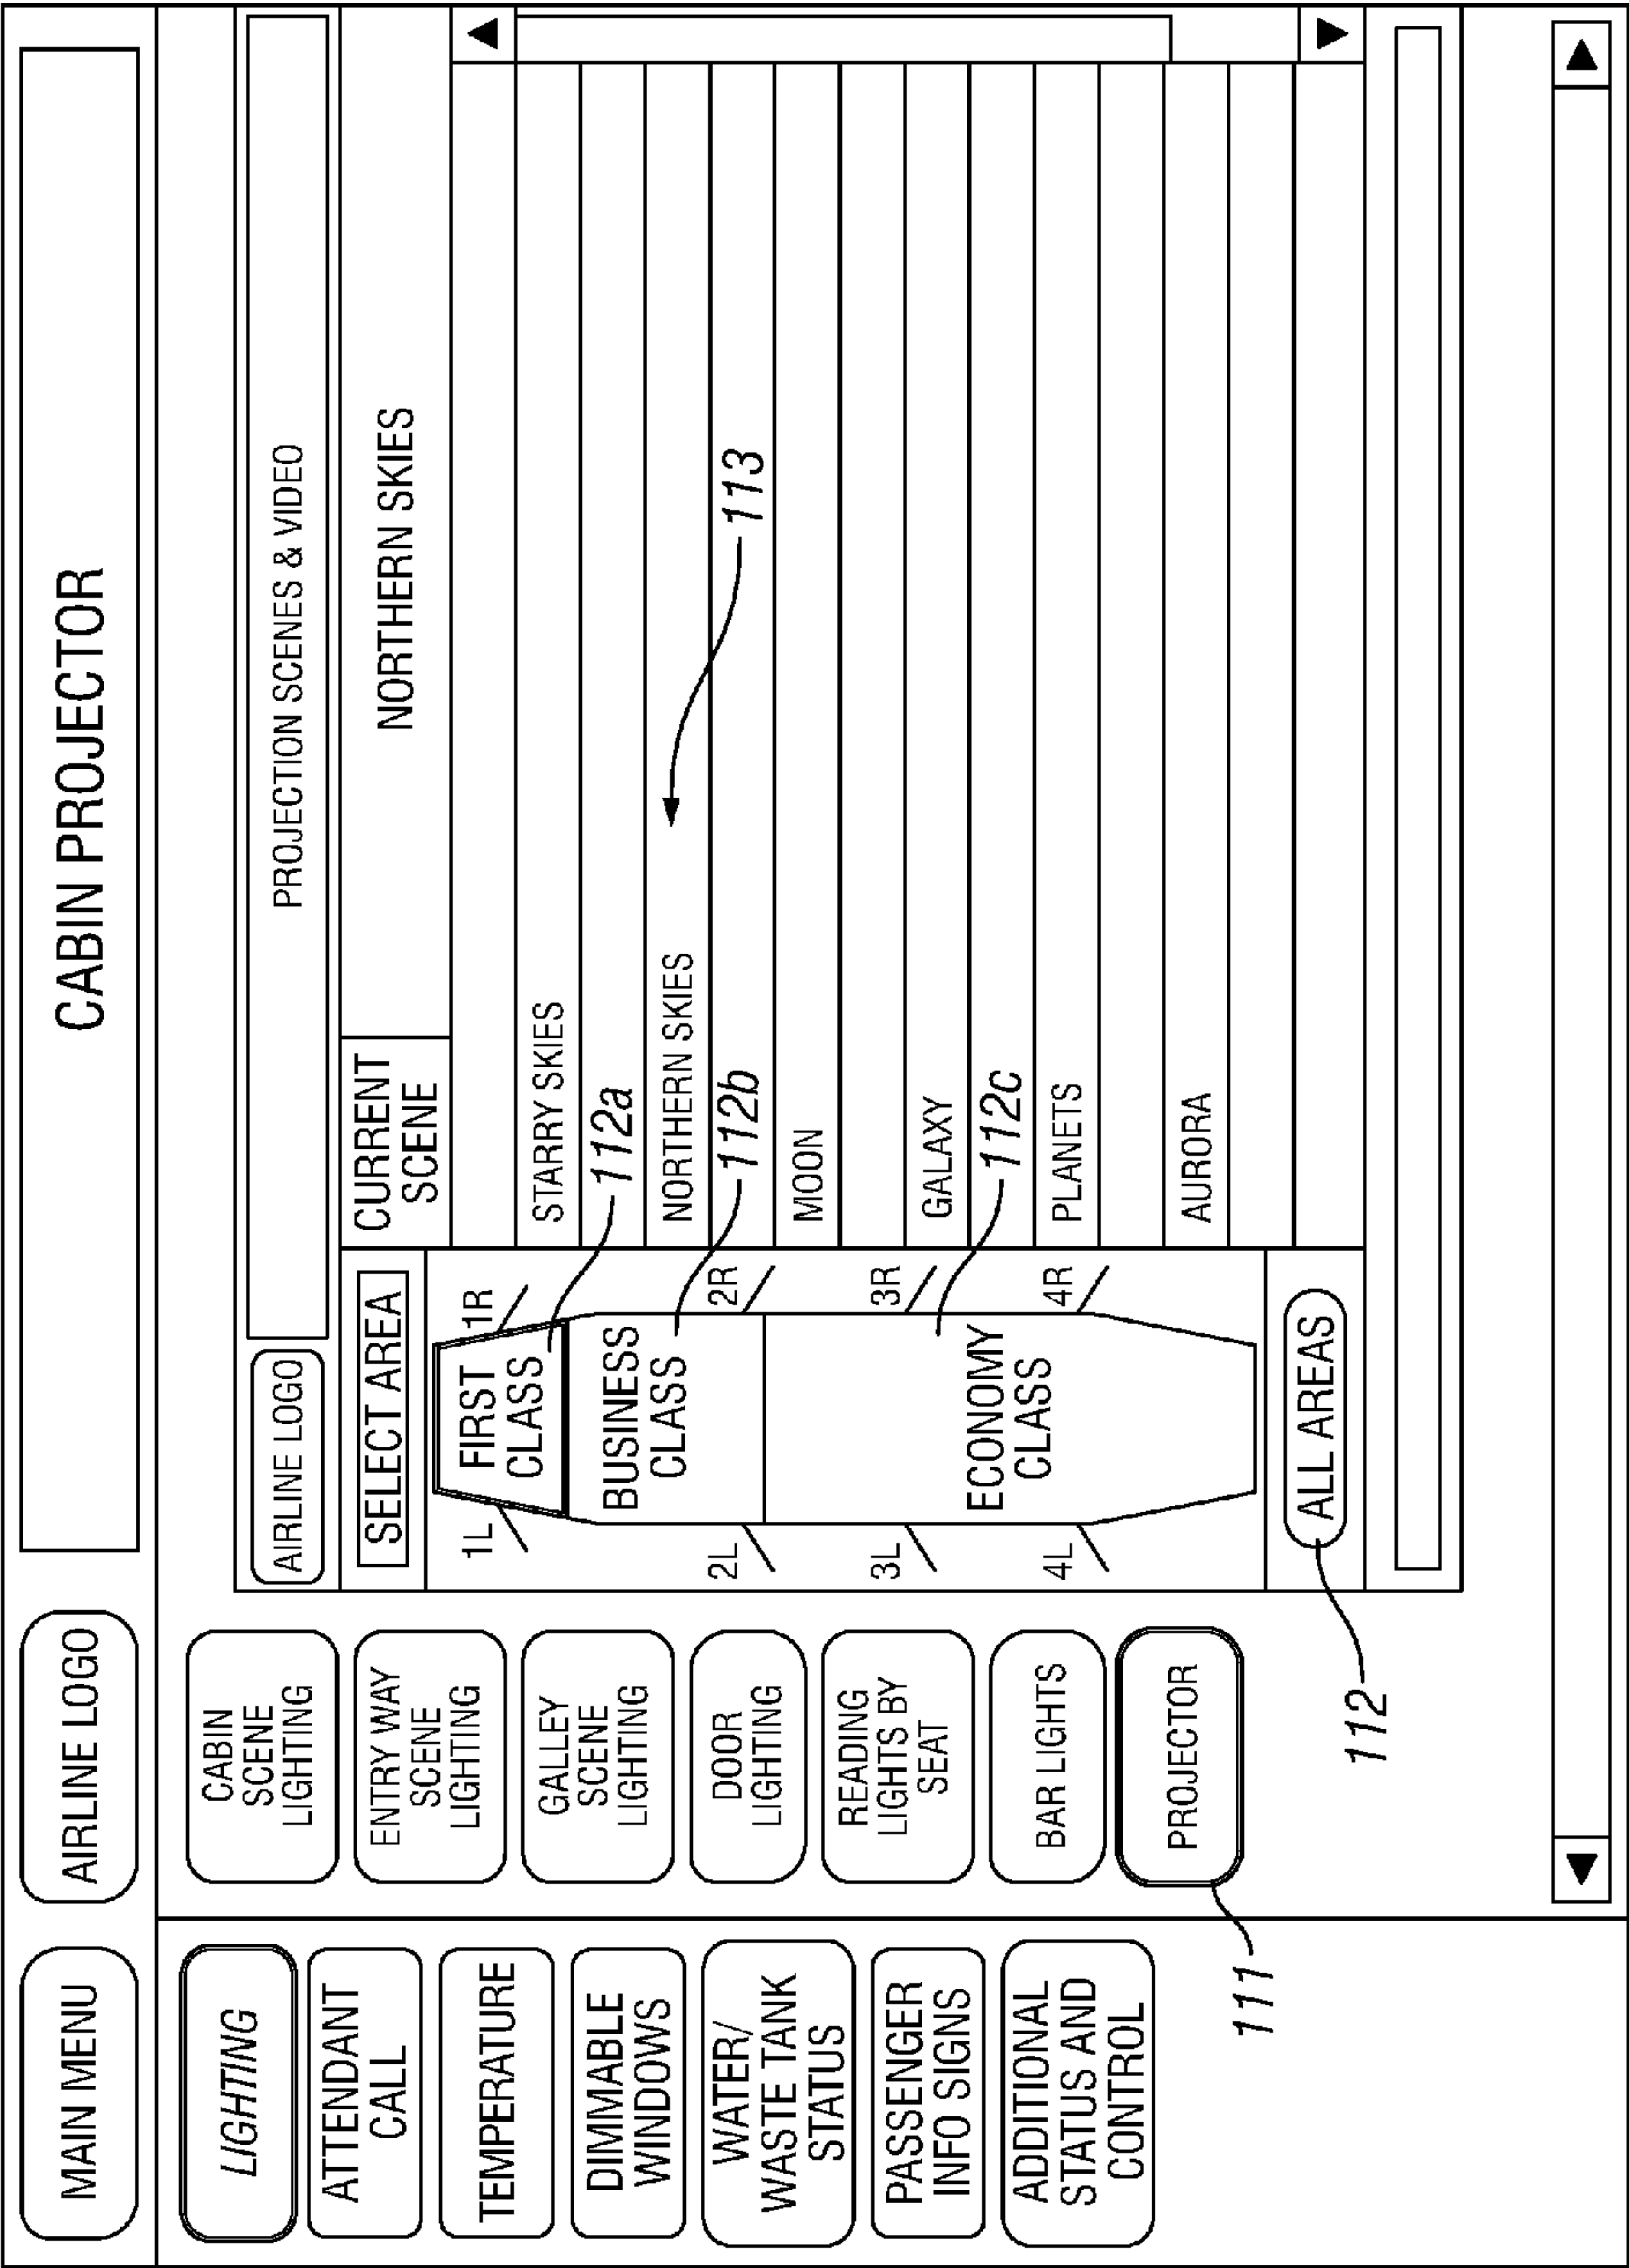 MAIN MENU
AIRLINE LOGO
CABIN PROJECTOR
LIGHTING
ATTENDANT
CALL
TEMPERATURE
DIMMABLE
WINDOWS
WATER/
WASTE TANK
STATUS
PASSENGER
INFO SIGNS
ADDITIONAL
STATUS AND
CONTROL
CABIN
SCENE
LIGHTING
ENTRY WAY
SCENE
LIGHTING
GALLEY
SCENE
LIGHTING
DOOR
LIGHTING
READING
LIGHTS BY
SEAT
BAR LIGHTS
PROJECTOR
111
AIRLINE LOGO
PROJECTION SCENES & VIDEO
SELECT AREA
CURRENT
SCENE
NORTHERN SKIES
1L
1R
FIRST
CLASS
112a
BUSINESS
CLASS
112b
2L
2R
3L
3R
ECONOMY
CLASS
112c
4L
4R
ALL AREAS
112
STARRY SKIES
NORTHERN SKIES
113
MOON
GALAXY
PLANETS
AURORA